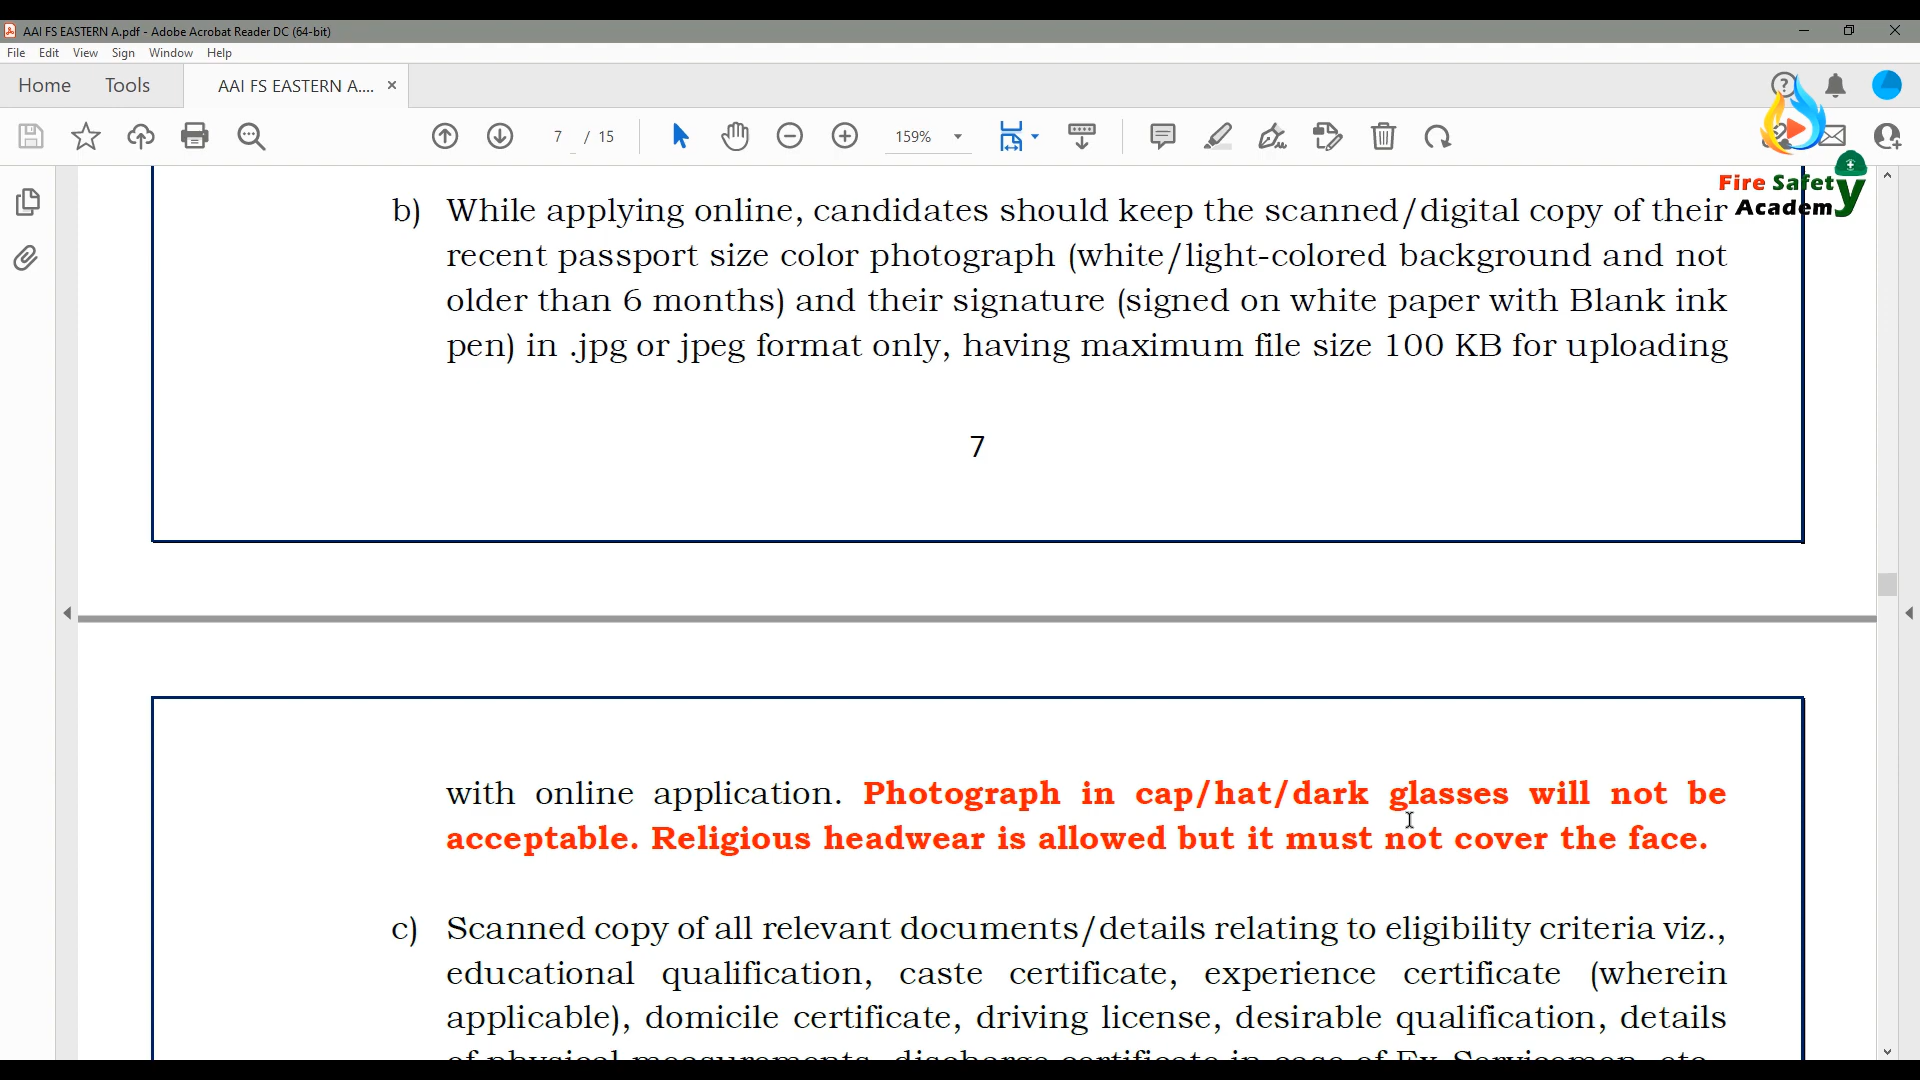 AAI FS EASTERN A.pdf - Adobe Acrobat Reader DC (64-bit)
File Edit View Sign Window Help
Home Tools AAI FS EASTERN A.... ×
7 / 15 159%
Fire Safety
Academy
b) While applying online, candidates should keep the scanned/digital copy of their
recent passport size color photograph (white/light-colored background and not
older than 6 months) and their signature (signed on white paper with Blank ink
pen) in .jpg or jpeg format only, having maximum file size 100 KB for uploading
7
with online application. Photograph in cap/hat/dark glasses will not be
acceptable. Religious headwear is allowed but it must not cover the face.
c) Scanned copy of all relevant documents/details relating to eligibility criteria viz.,
educational qualification, caste certificate, experience certificate (wherein
applicable), domicile certificate, driving license, desirable qualification, details
of physical measurements, discharge certificate in case of Ex-Servicemen, etc.